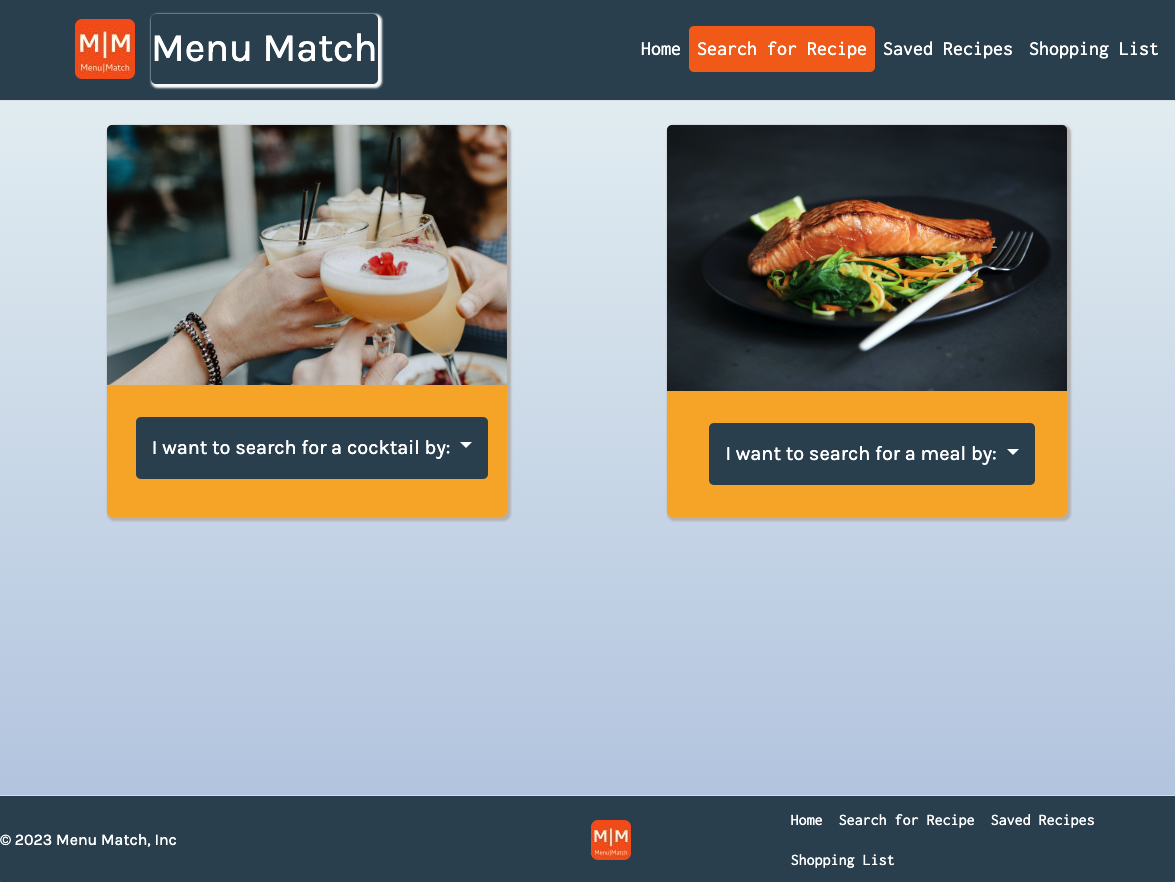 M|M
Menu|Match
Menu Match
Home Search for Recipe Saved Recipes Shopping List
I want to search for a cocktail by:
I want to search for a meal by:
© 2023 Menu Match, Inc
M|M
Menu|Match
Home Search for Recipe Saved Recipes
Shopping List